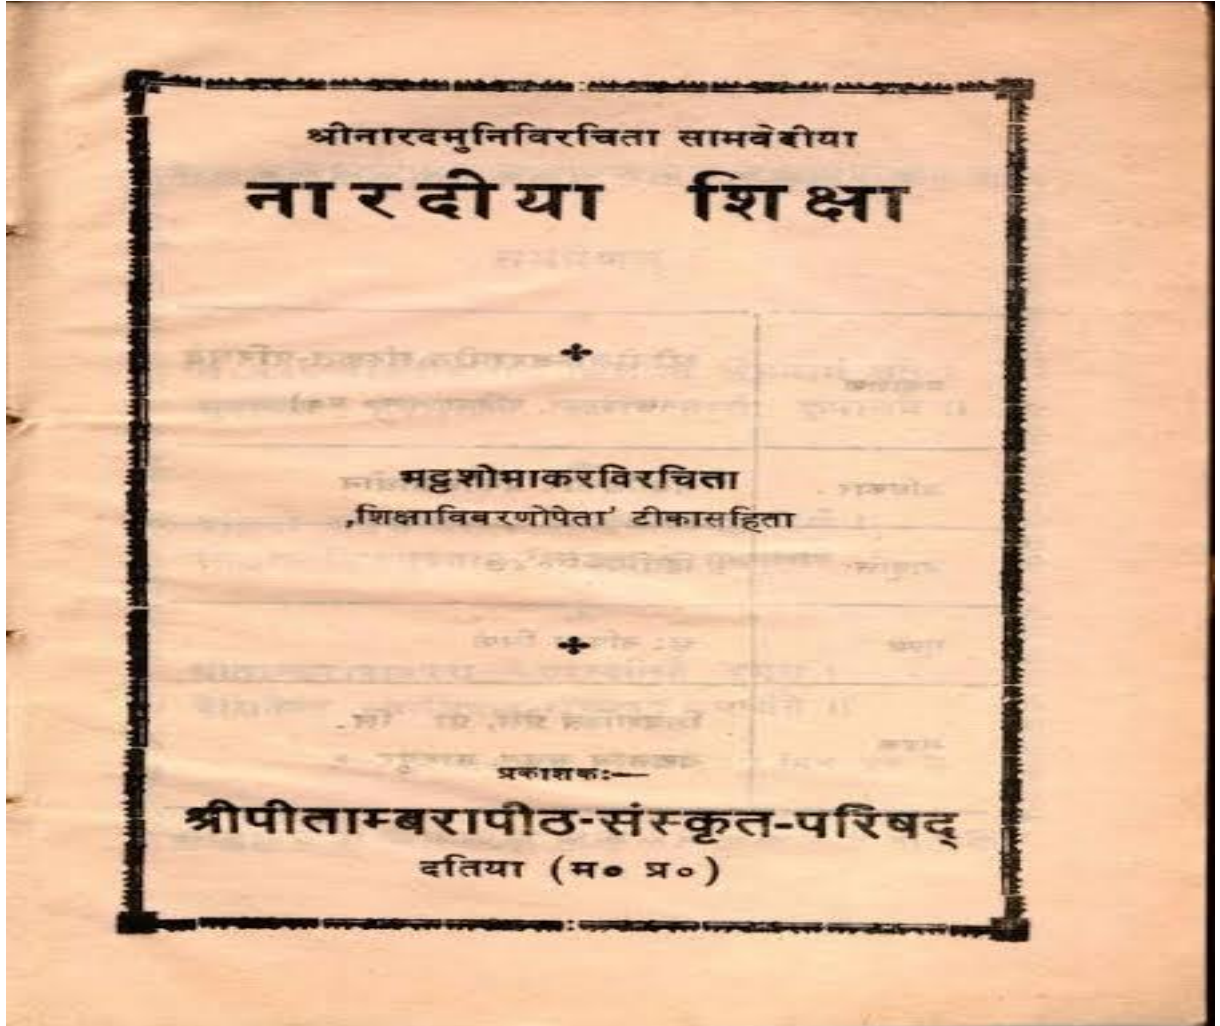 श्रीनारदमुनिविरचिता सामवेदीया
नारदीया शिक्षा
भट्टशोभाकरविरचिता
,शिक्षाविवरणोपेता' टीकासहिता
प्रकाशकः—
श्रीपीताम्बरापीठ-संस्कृत-परिषद्
दतिया (म० प्र०)